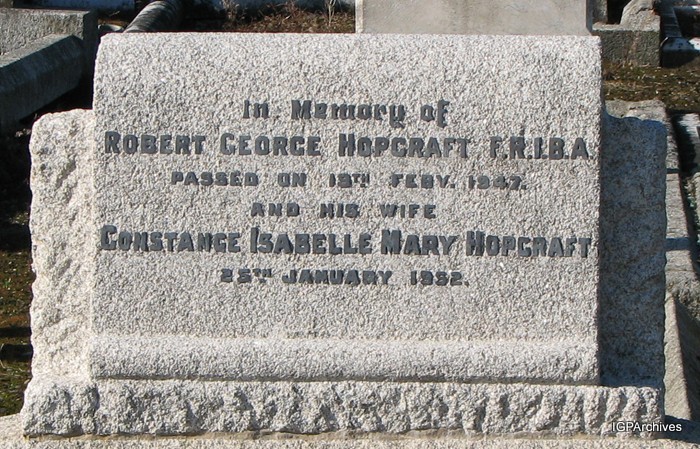 In Memory of
ROBERT GEORGE HOPCRAFT F.R.I.B.A
PASSED ON 18TH FEBY. 1947.
AND HIS WIFE
CONSTANCE ISABELLE MARY HOPCRAFT
25TH JANUARY 1952.
IGPArchives